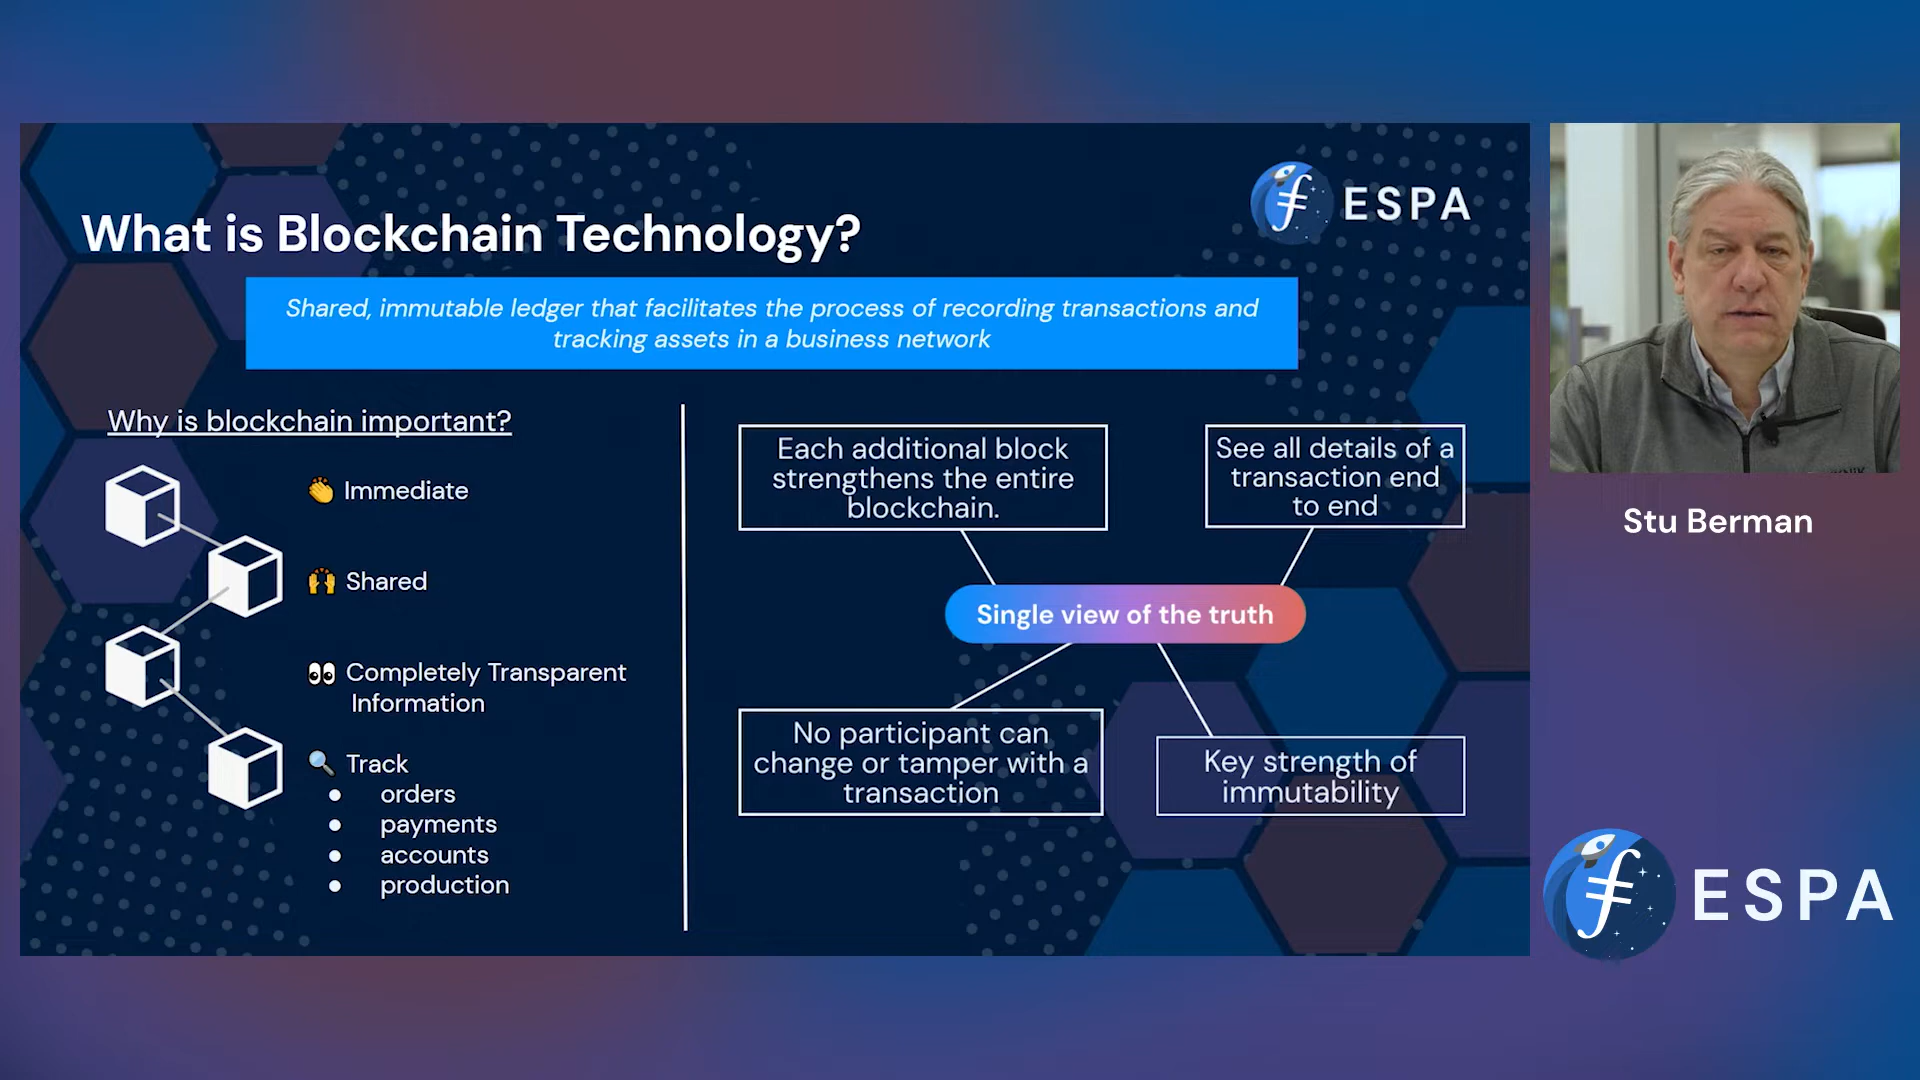 What is Blockchain Technology?
ESPA
Shared, immutable ledger that facilitates the process of recording transactions and
tracking assets in a business network
Why is blockchain important?
👏 Immediate
🙌 Shared
👀 Completely Transparent
Information
🔍 Track
● orders
● payments
● accounts
● production
Each additional block
strengthens the entire
blockchain.
See all details of a
transaction end
to end
Single view of the truth
No participant can
change or tamper with a
transaction
Key strength of
immutability
Stu Berman
ESPA